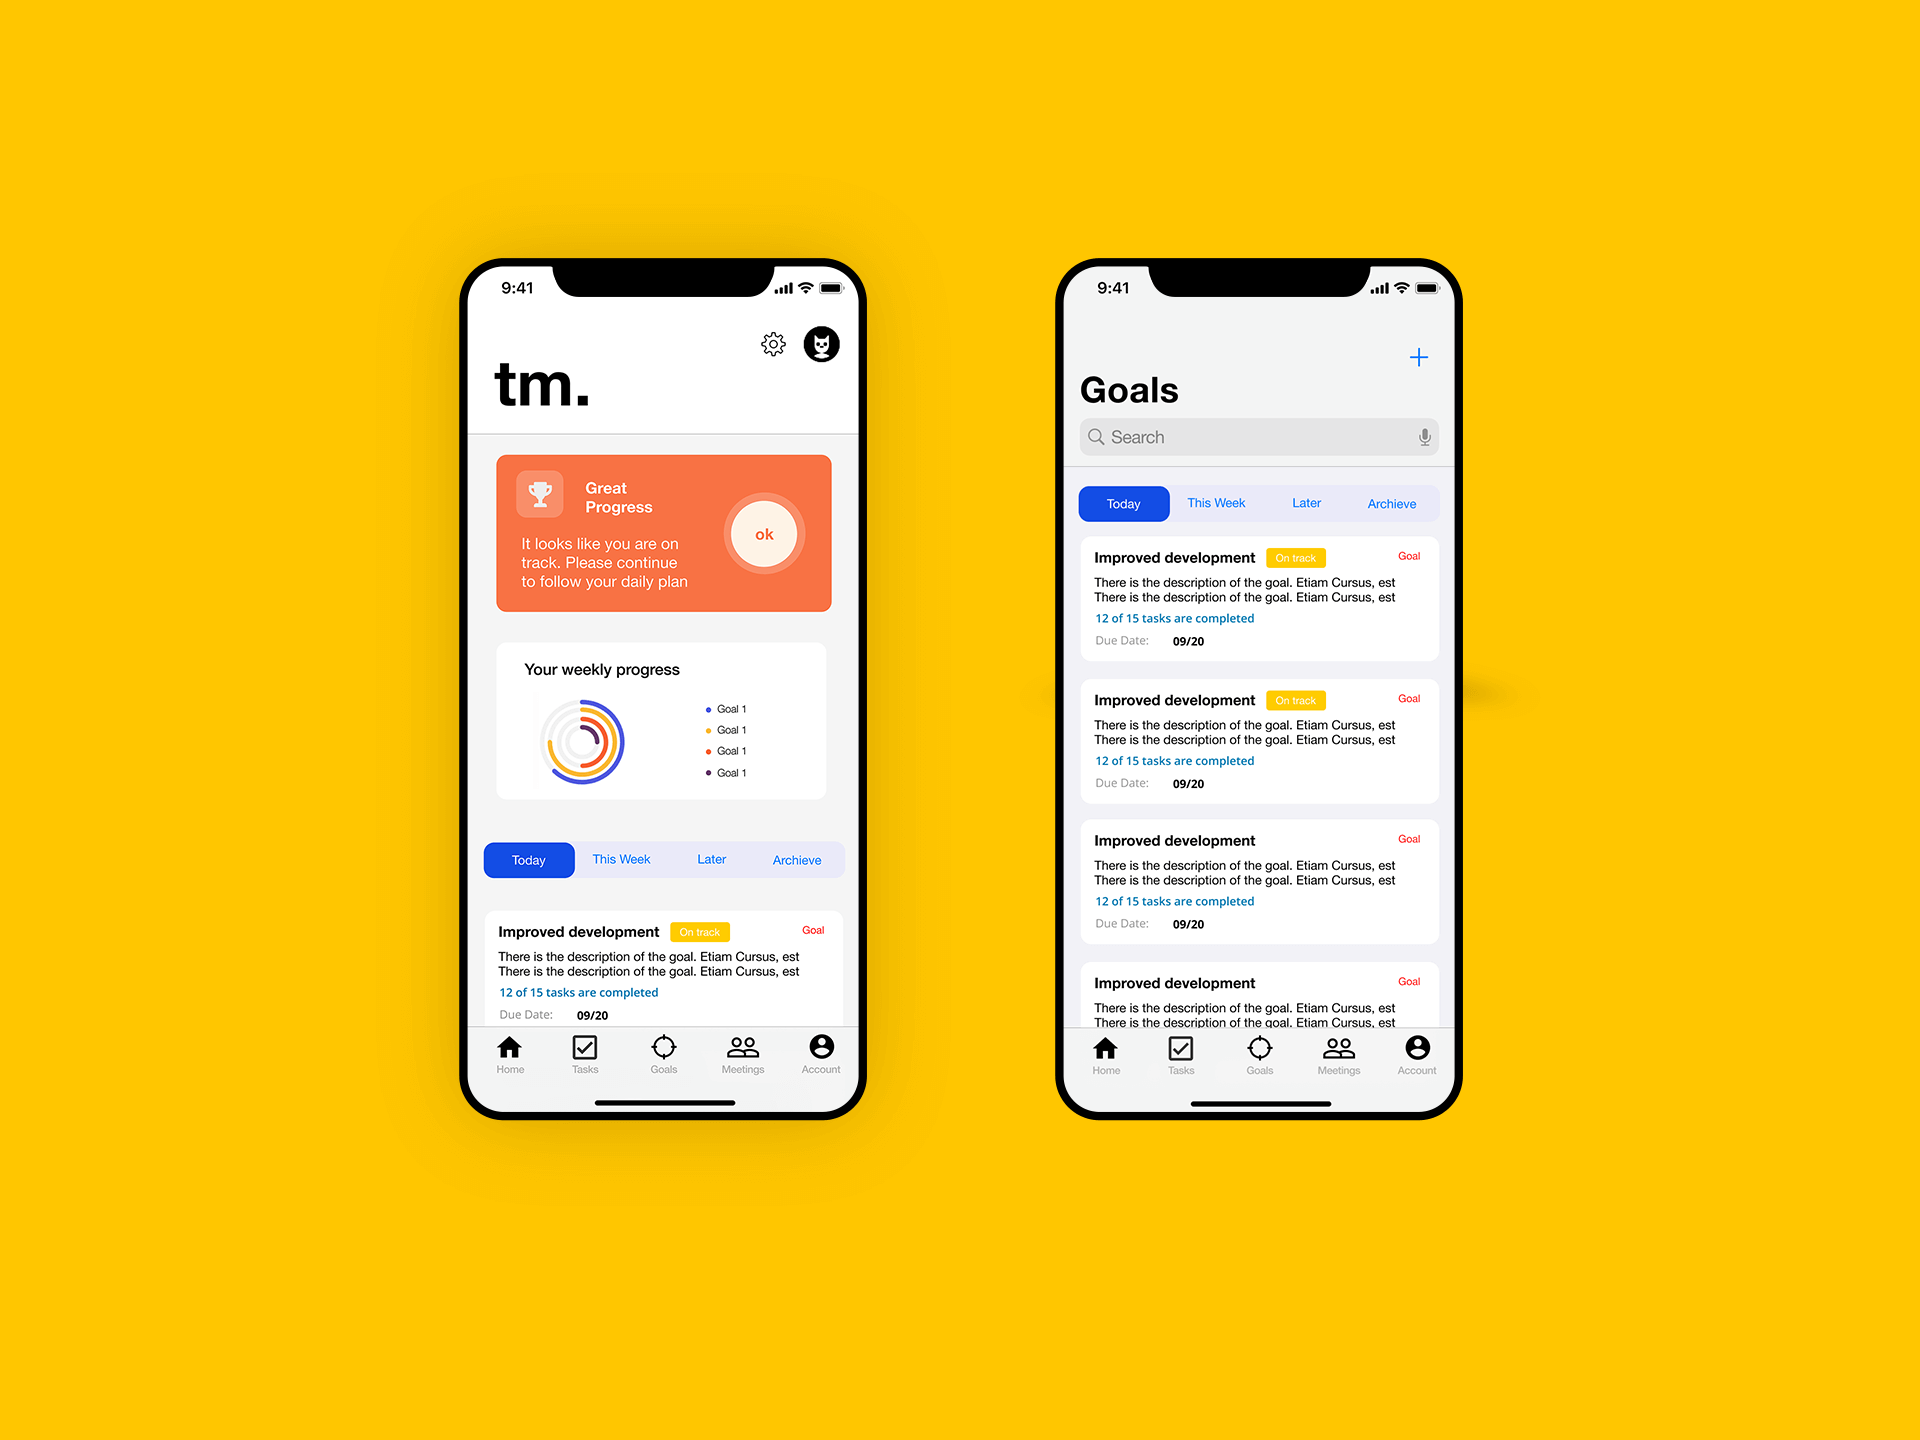 9:41
tm.
Great
Progress
It looks like you are on
track. Please continue
to follow your daily plan
ok
Your weekly progress
Goal 1
Goal 1
Goal 1
Goal 1
Today This Week Later Archieve
Improved development On track Goal
There is the description of the goal. Etiam Cursus, est
There is the description of the goal. Etiam Cursus, est
12 of 15 tasks are completed
Due Date: 09/20
Home Tasks Goals Meetings Account
9:41
Goals
Search
Today This Week Later Archieve
Improved development On track Goal
There is the description of the goal. Etiam Cursus, est
There is the description of the goal. Etiam Cursus, est
12 of 15 tasks are completed
Due Date: 09/20
Improved development On track Goal
There is the description of the goal. Etiam Cursus, est
There is the description of the goal. Etiam Cursus, est
12 of 15 tasks are completed
Due Date: 09/20
Improved development Goal
There is the description of the goal. Etiam Cursus, est
There is the description of the goal. Etiam Cursus, est
12 of 15 tasks are completed
Due Date: 09/20
Improved development Goal
There is the description of the goal. Etiam Cursus, est
There is the description of the goal. Etiam Cursus, est
Home Tasks Goals Meetings Account